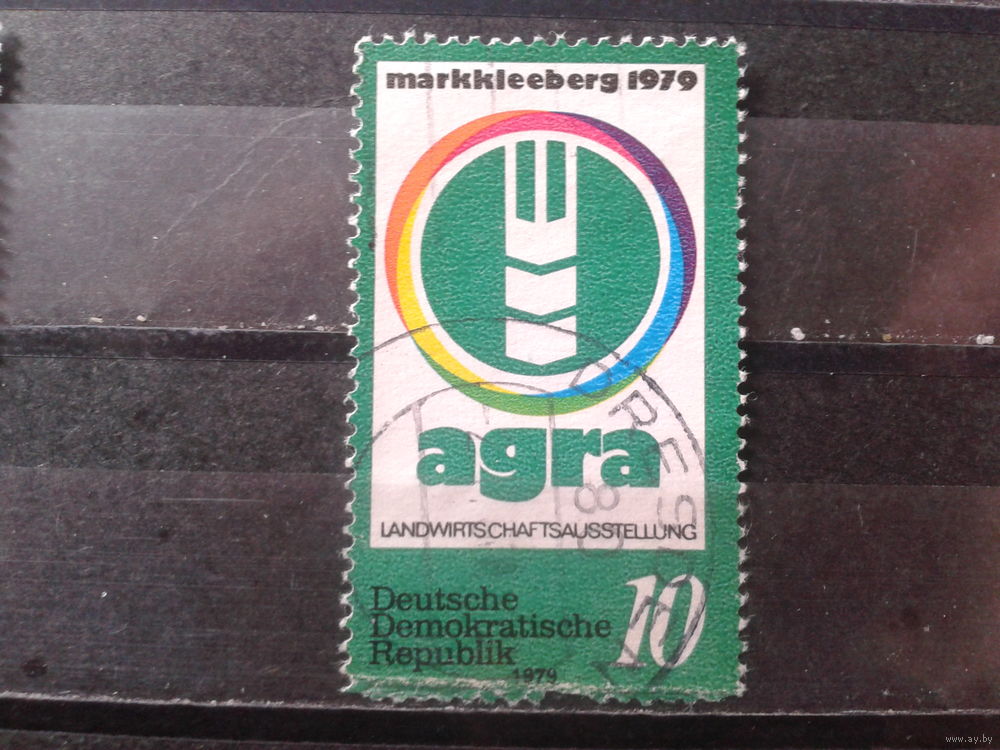 markkleeberg 1979
agra
LANDWIRTSCHAFTSAUSSTELLUNG
Deutsche
Demokratische
Republik
10
1979
www.ay.by